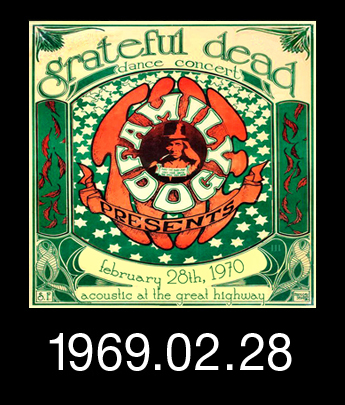 grateful dead
dance concert
FAMILY
DOG
PRESENTS
february 28th, 1970
acoustic at the great highway
1969.02.28